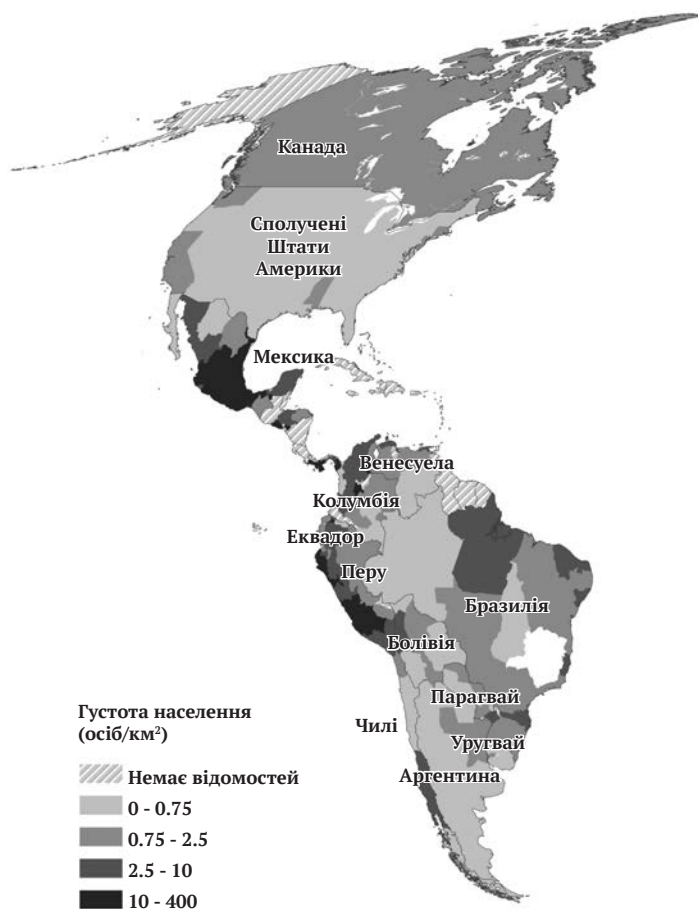 Канада
Сполучені
Штати
Америки
Мексика
Венесуела
Колумбія
Еквадор
Перу
Бразилія
Болівія
Парагвай
Чилі
Уругвай
Аргентина
Густота населення
(осіб/км²)
Немає відомостей
0 - 0.75
0.75 - 2.5
2.5 - 10
10 - 400